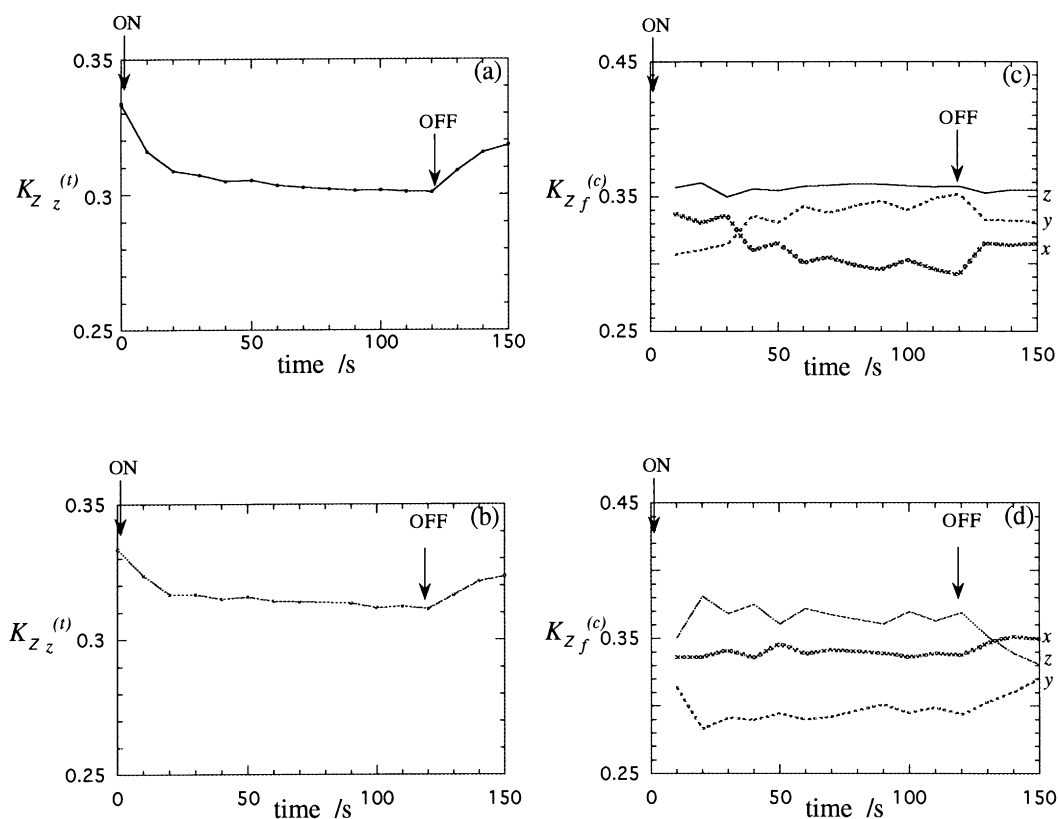 ON
0.35
(a)
OFF
K_Z z^(t)
0.3
0.25
0
50
100
150
time /s
ON
0.45
(c)
OFF
K_Z f^(c)
0.35
z
y
x
0.25
0
50
100
150
time /s
ON
0.35
(b)
OFF
K_Z z^(t)
0.3
0.25
0
50
100
150
time /s
ON
0.45
(d)
OFF
K_Z f^(c)
0.35
x
z
y
0.25
0
50
100
150
time /s